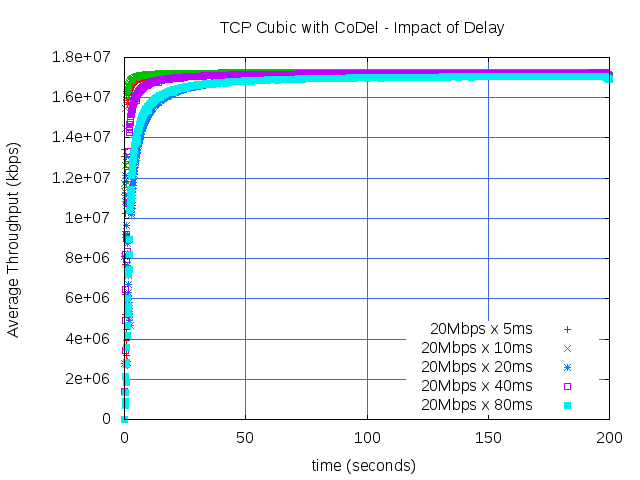 TCP Cubic with CoDel - Impact of Delay
Average Throughput (kbps)
1.8e+07
1.6e+07
1.4e+07
1.2e+07
1e+07
8e+06
6e+06
4e+06
2e+06
0
20Mbps x 5ms
20Mbps x 10ms
20Mbps x 20ms
20Mbps x 40ms
20Mbps x 80ms
0 50 100 150 200
time (seconds)